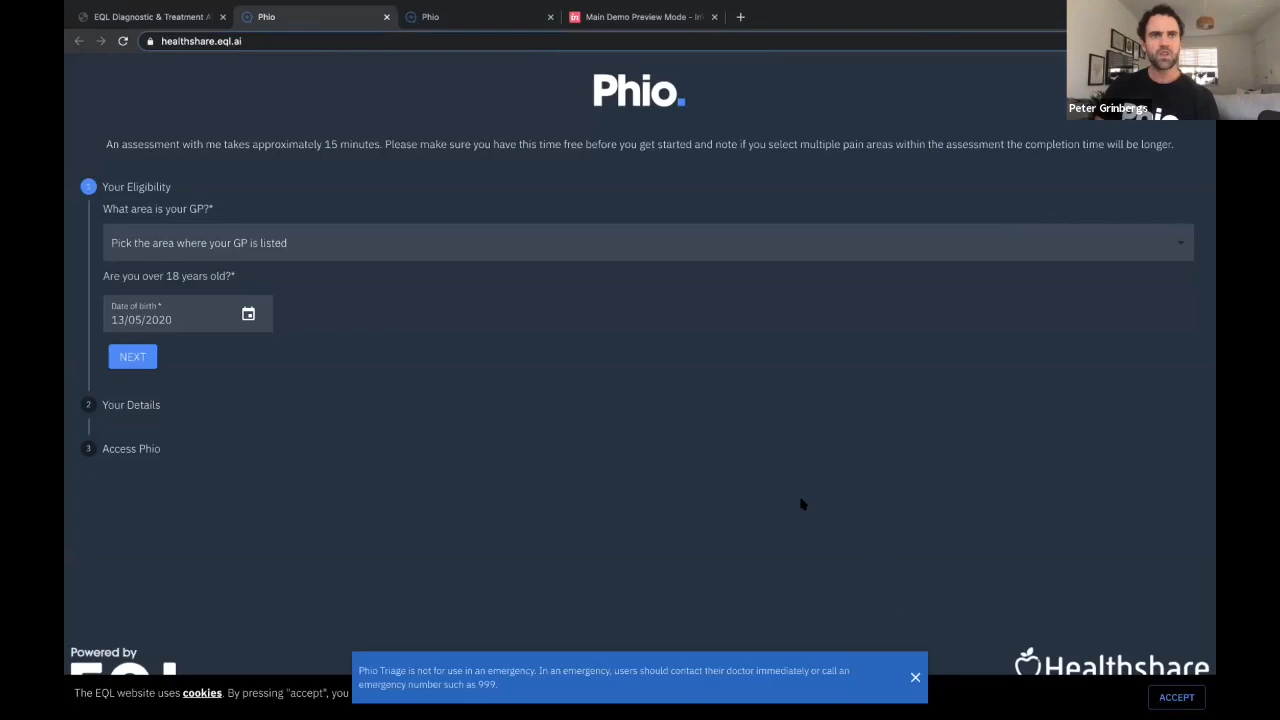 EQL Diagnostic & Treatment A
Phio
Phio
Main Demo Preview Mode - In
healthshare.eql.ai
Peter Grinbergs
Phio.
An assessment with me takes approximately 15 minutes. Please make sure you have this time free before you get started and note if you select multiple pain areas within the assessment the completion time will be longer.
Your Eligibility
What area is your GP?*
Pick the area where your GP is listed
Are you over 18 years old?*
Date of birth *
13/05/2020
NEXT
2 Your Details
3 Access Phio
Powered by
EQL
Healthshare
Phio Triage is not for use in an emergency. In an emergency, users should contact their doctor immediately or call an
emergency number such as 999.
The EQL website uses cookies. By pressing "accept", you
ACCEPT